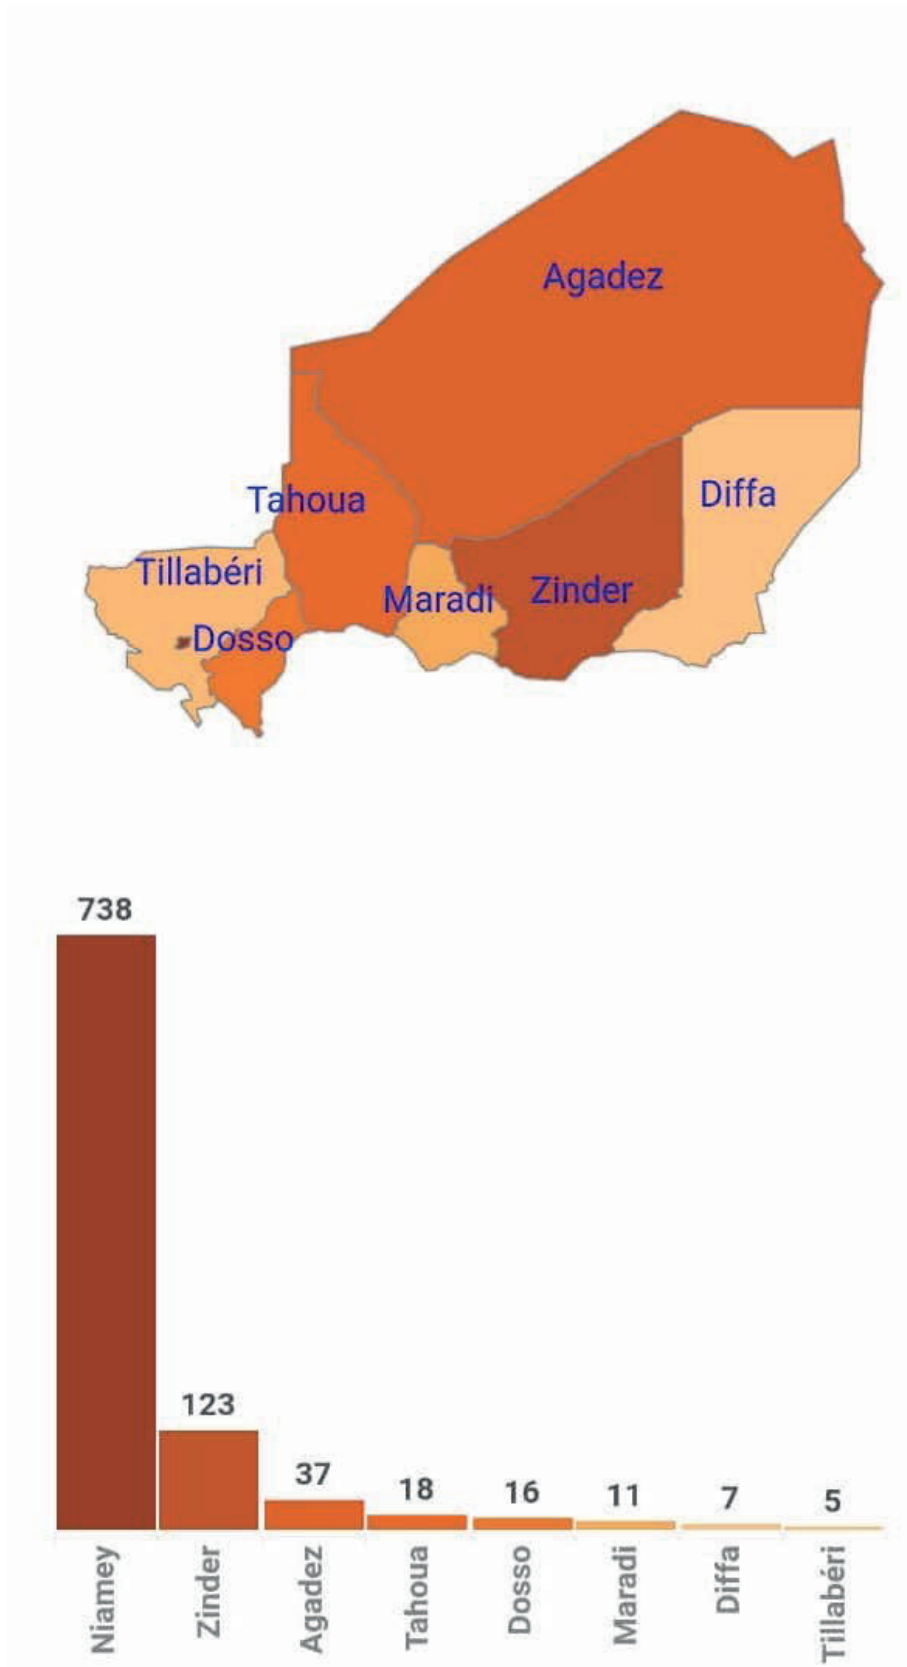 Agadez
Diffa
Tahoua
Tillabéri
Zinder
Maradi
Dosso
738
123
37
18
16
11
7
5
Niamey
Zinder
Agadez
Tahoua
Dosso
Maradi
Diffa
Tillabéri